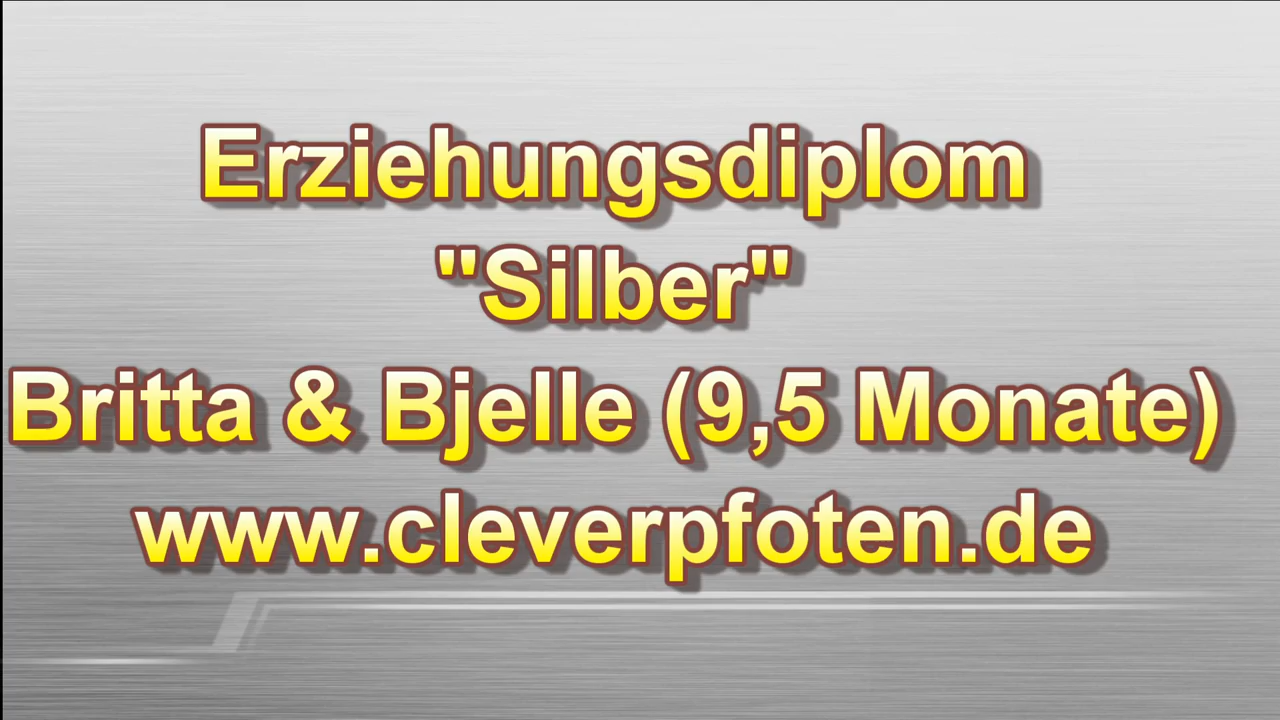 Erziehungsdiplom
"Silber"
Britta & Bjelle (9,5 Monate)
www.cleverpfoten.de